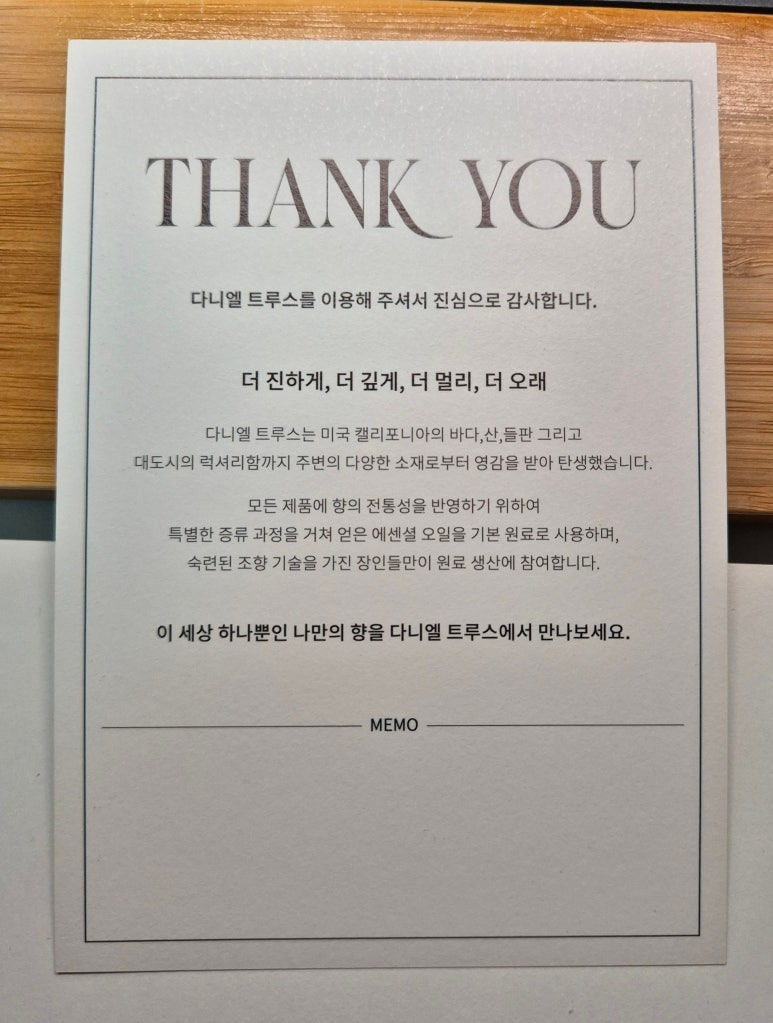 THANK YOU
다니엘 트루스를 이용해 주셔서 진심으로 감사합니다.
더 진하게, 더 깊게, 더 멀리, 더 오래
다니엘 트루스는 미국 캘리포니아의 바다,산,들판 그리고
대도시의 럭셔리함까지 주변의 다양한 소재로부터 영감을 받아 탄생했습니다.
모든 제품에 향의 전통성을 반영하기 위하여
특별한 증류 과정을 거쳐 얻은 에센셜 오일을 기본 원료로 사용하며,
숙련된 조향 기술을 가진 장인들만이 원료 생산에 참여합니다.
이 세상 하나뿐인 나만의 향을 다니엘 트루스에서 만나보세요.
MEMO